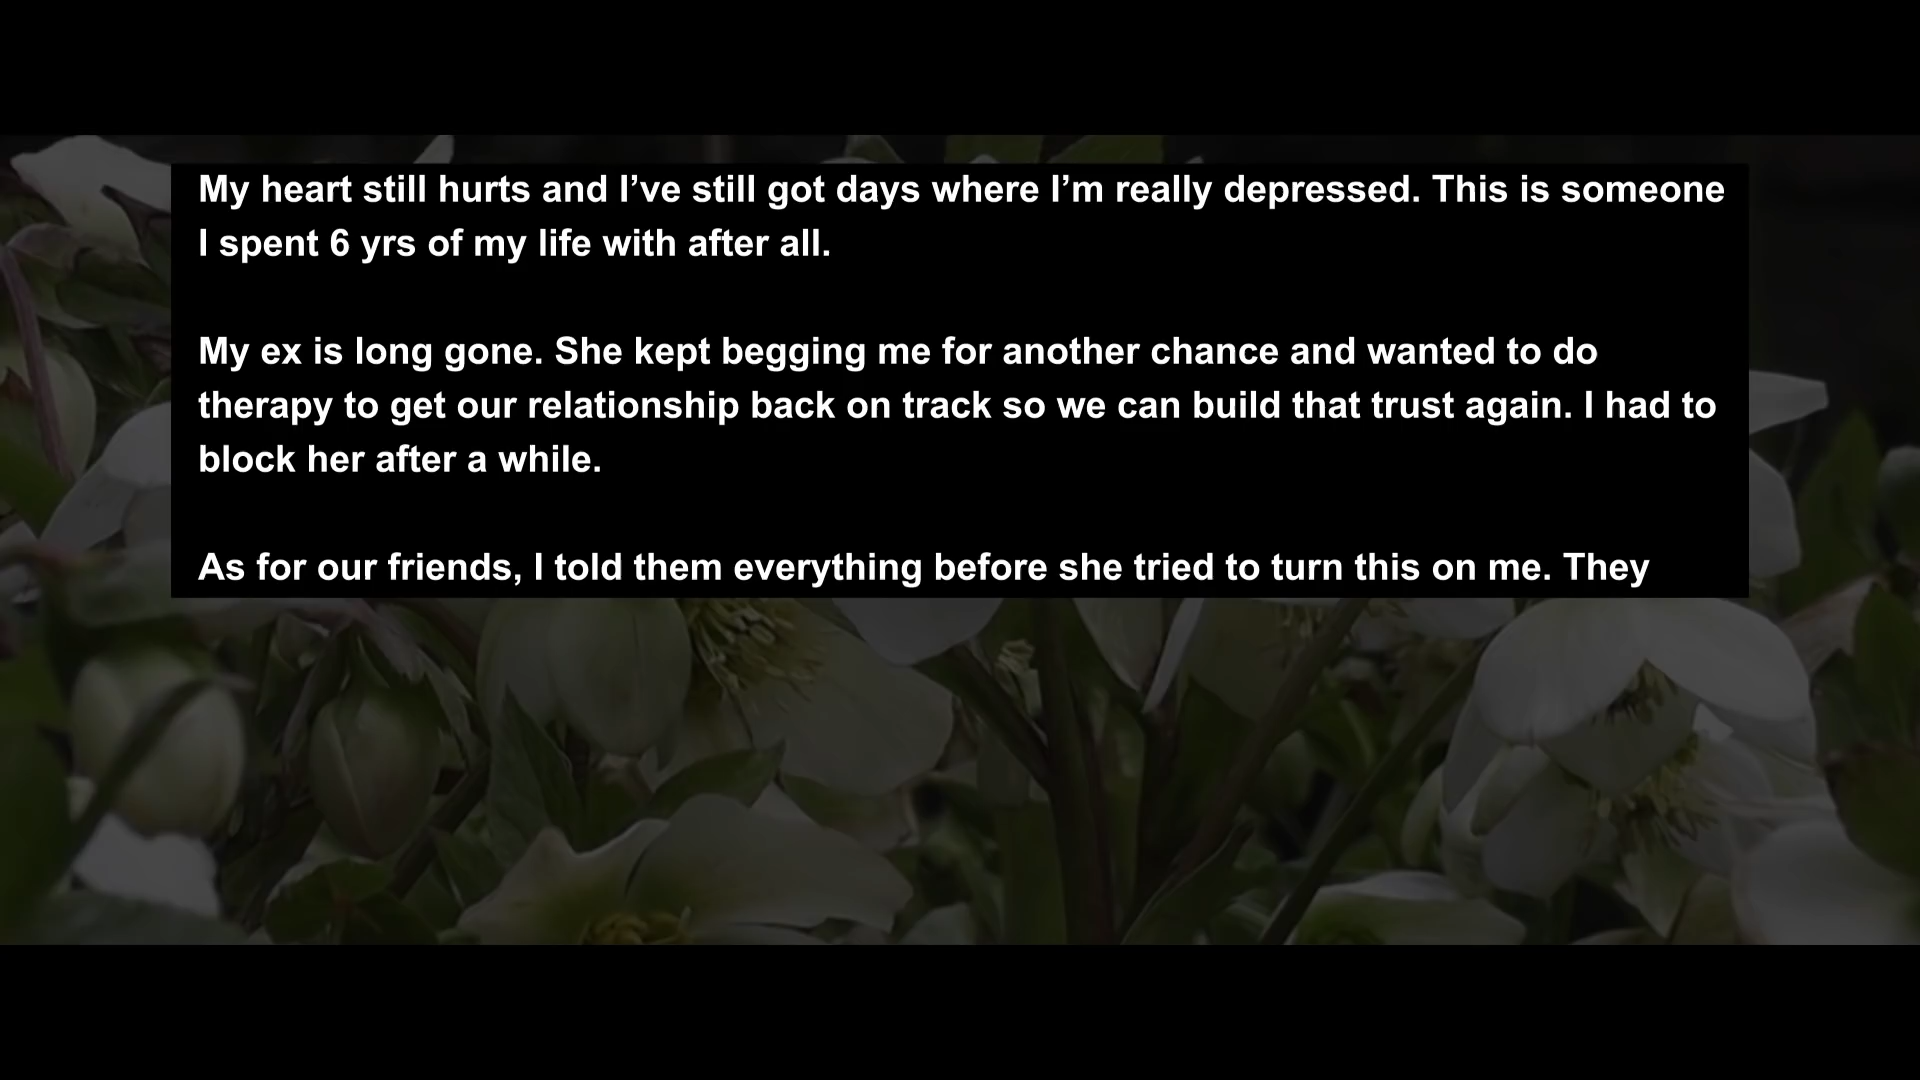 My heart still hurts and I’ve still got days where I’m really depressed. This is someone
I spent 6 yrs of my life with after all.
My ex is long gone. She kept begging me for another chance and wanted to do
therapy to get our relationship back on track so we can build that trust again. I had to
block her after a while.
As for our friends, I told them everything before she tried to turn this on me. They